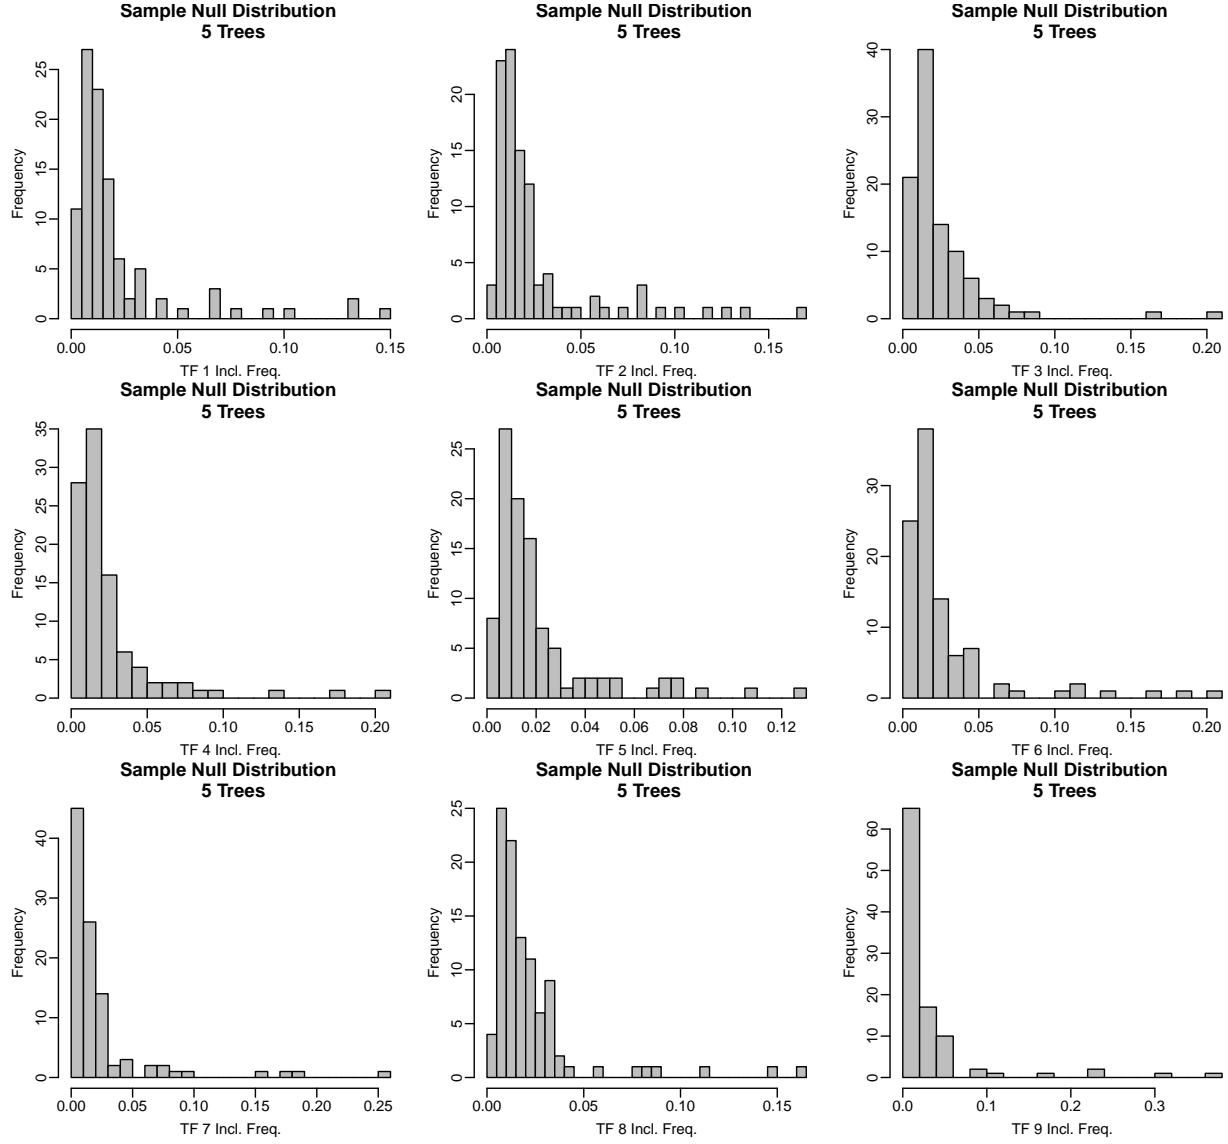 Sample Null Distribution
5 Trees
Frequency
0 5 10 15 20 25
0.00 0.05 0.10 0.15
TF 1 Incl. Freq.
Sample Null Distribution
5 Trees
Frequency
0 5 10 15 20
0.00 0.05 0.10 0.15
TF 2 Incl. Freq.
Sample Null Distribution
5 Trees
Frequency
0 10 20 30 40
0.00 0.05 0.10 0.15 0.20
TF 3 Incl. Freq.
Sample Null Distribution
5 Trees
Frequency
0 5 10 15 20 25 30 35
0.00 0.05 0.10 0.15 0.20
TF 4 Incl. Freq.
Sample Null Distribution
5 Trees
Frequency
0 5 10 15 20 25
0.00 0.02 0.04 0.06 0.08 0.10 0.12
TF 5 Incl. Freq.
Sample Null Distribution
5 Trees
Frequency
0 10 20 30
0.00 0.05 0.10 0.15 0.20
TF 6 Incl. Freq.
Sample Null Distribution
5 Trees
Frequency
0 10 20 30 40
0.00 0.05 0.10 0.15 0.20 0.25
TF 7 Incl. Freq.
Sample Null Distribution
5 Trees
Frequency
0 5 10 15 20 25
0.00 0.05 0.10 0.15
TF 8 Incl. Freq.
Sample Null Distribution
5 Trees
Frequency
0 10 20 30 40 50 60
0.0 0.1 0.2 0.3
TF 9 Incl. Freq.